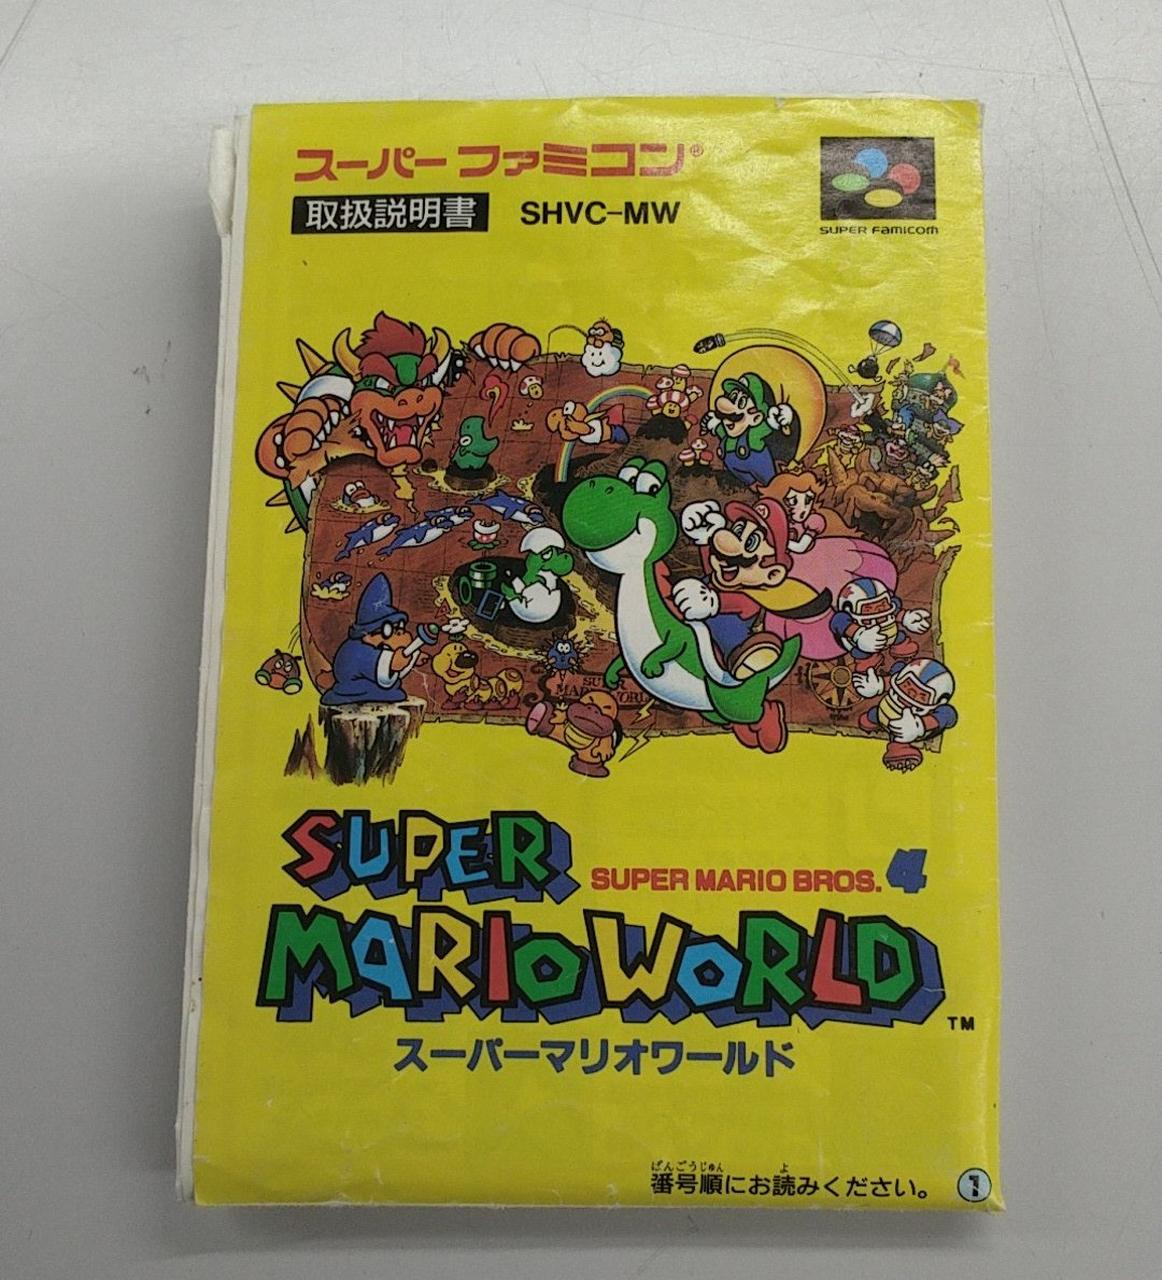 スーパーファミコン®
取扱説明書 SHVC-MW
SUPER FAMICOM
SUPER MARIO WORLD
SUPER
SUPER MARIO BROS. 4
MARIO WORLD
TM
スーパーマリオワールド
ばんごうじゅん よ
番号順にお読みください。
1